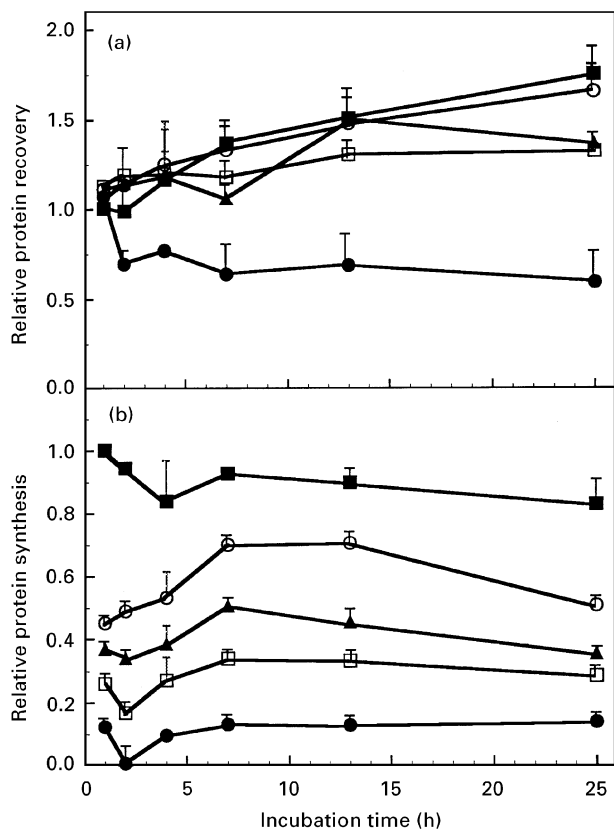 (a)
2.0
1.5
1.0
0.5
0.0
Relative protein recovery
(b)
1.0
0.8
0.6
0.4
0.2
0.0
Relative protein synthesis
0 5 10 15 20 25
Incubation time (h)